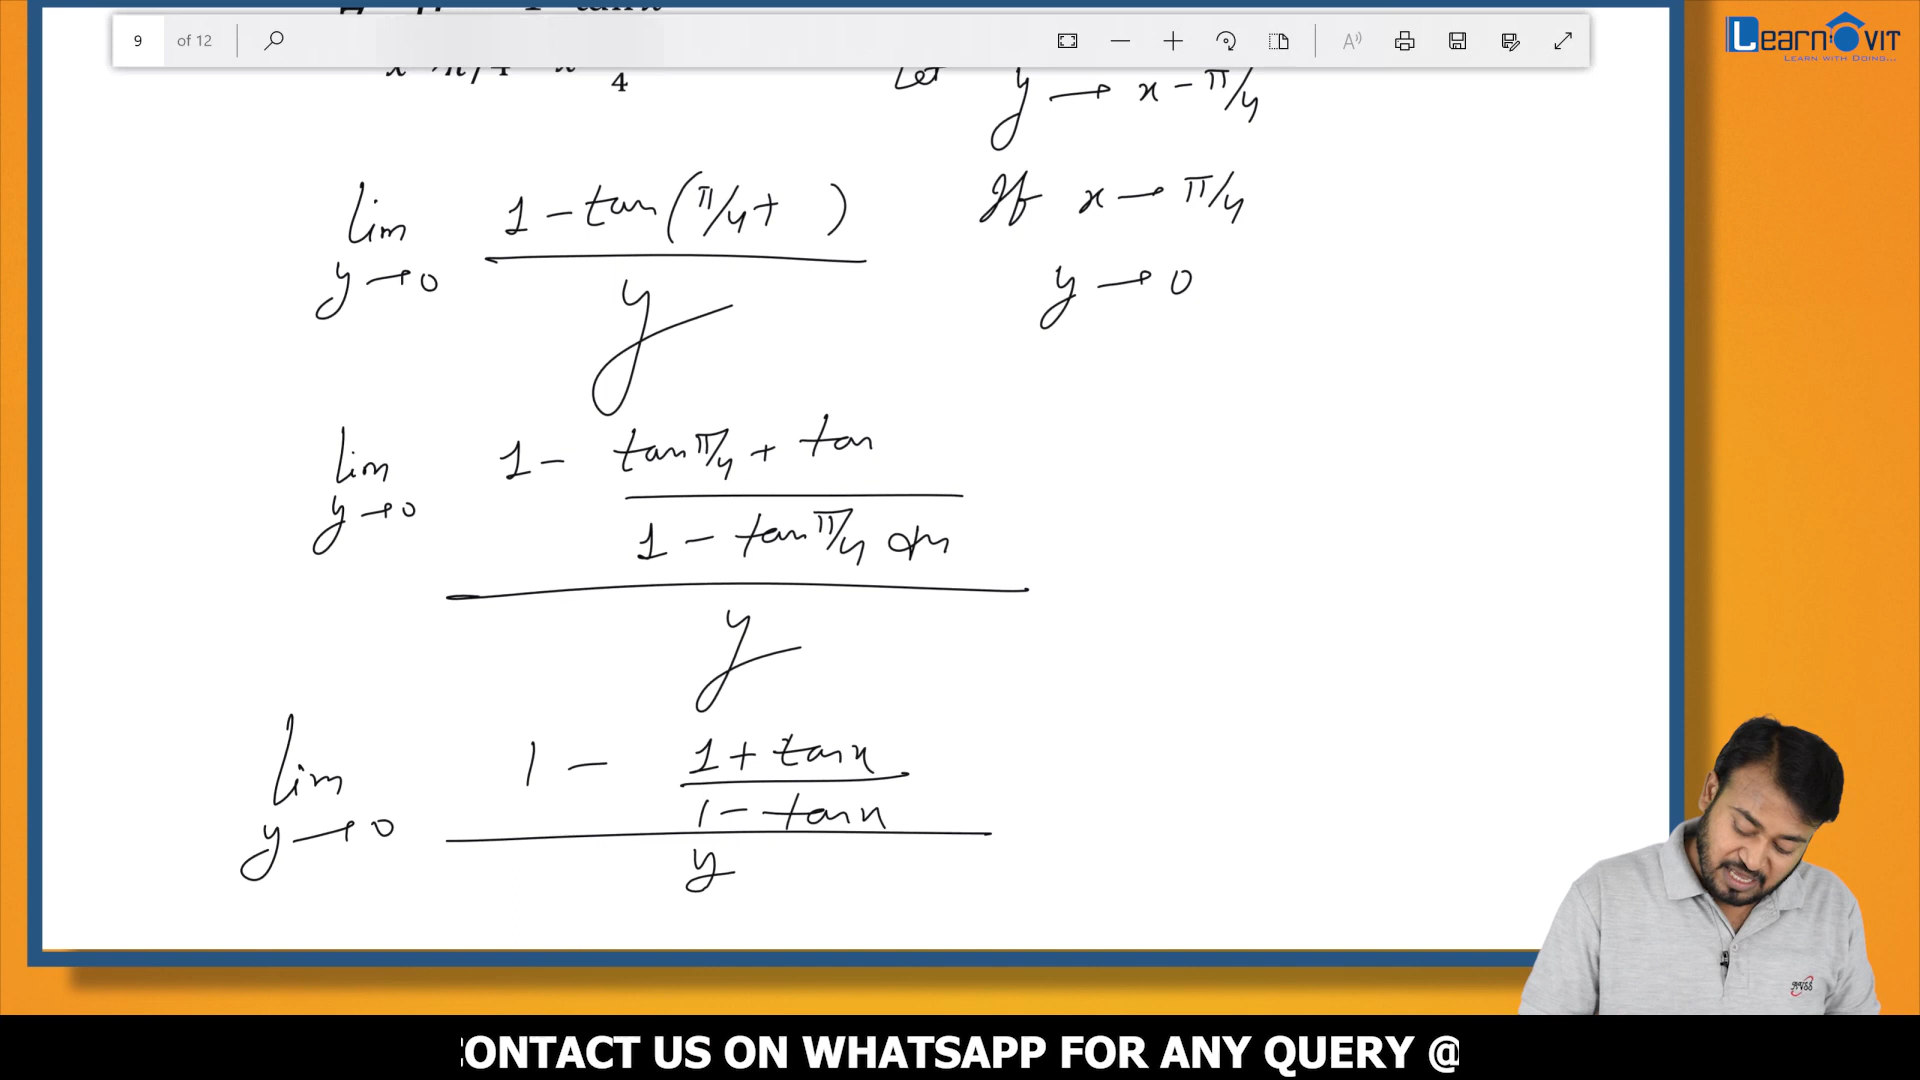 9 of 12
Learn vit
LEARN WITH DOING...
4
Let y → x - π/4
lim y→0 1 - tan(π/4 + ) / y
If x → π/4
y → 0
lim y→0 1 - tan π/4 + tan / 1 - tan π/4 / y
lim y→0 1 - 1 + tan x / 1 - tan x / y
CONTACT US ON WHATSAPP FOR ANY QUERY @